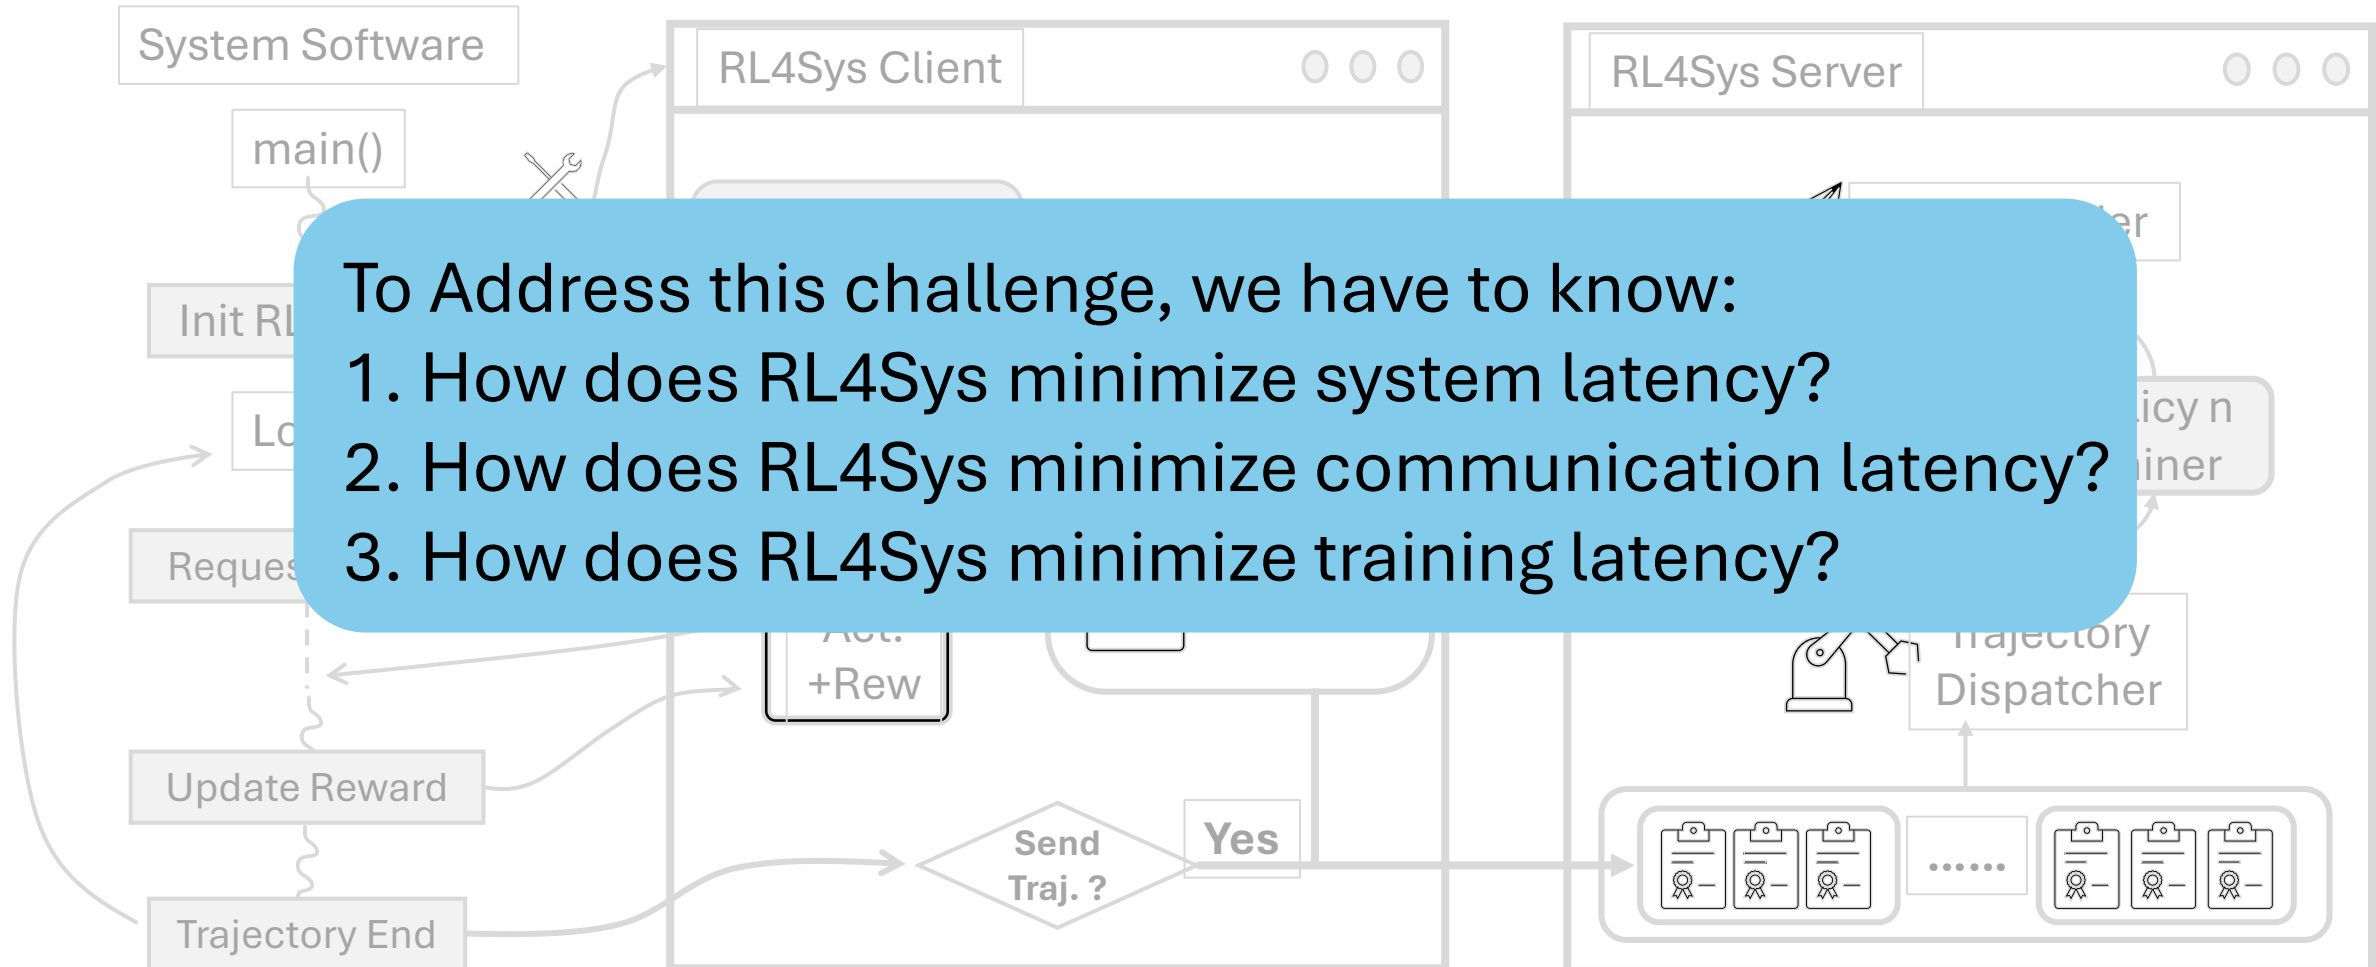 System Software
RL4Sys Client
RL4Sys Server
main()
To Address this challenge, we have to know:
1. How does RL4Sys minimize system latency?
2. How does RL4Sys minimize communication latency?
3. How does RL4Sys minimize training latency?
Init
+Rew
Trajectory
Dispatcher
Update Reward
Send
Traj. ?
Yes
......
Trajectory End